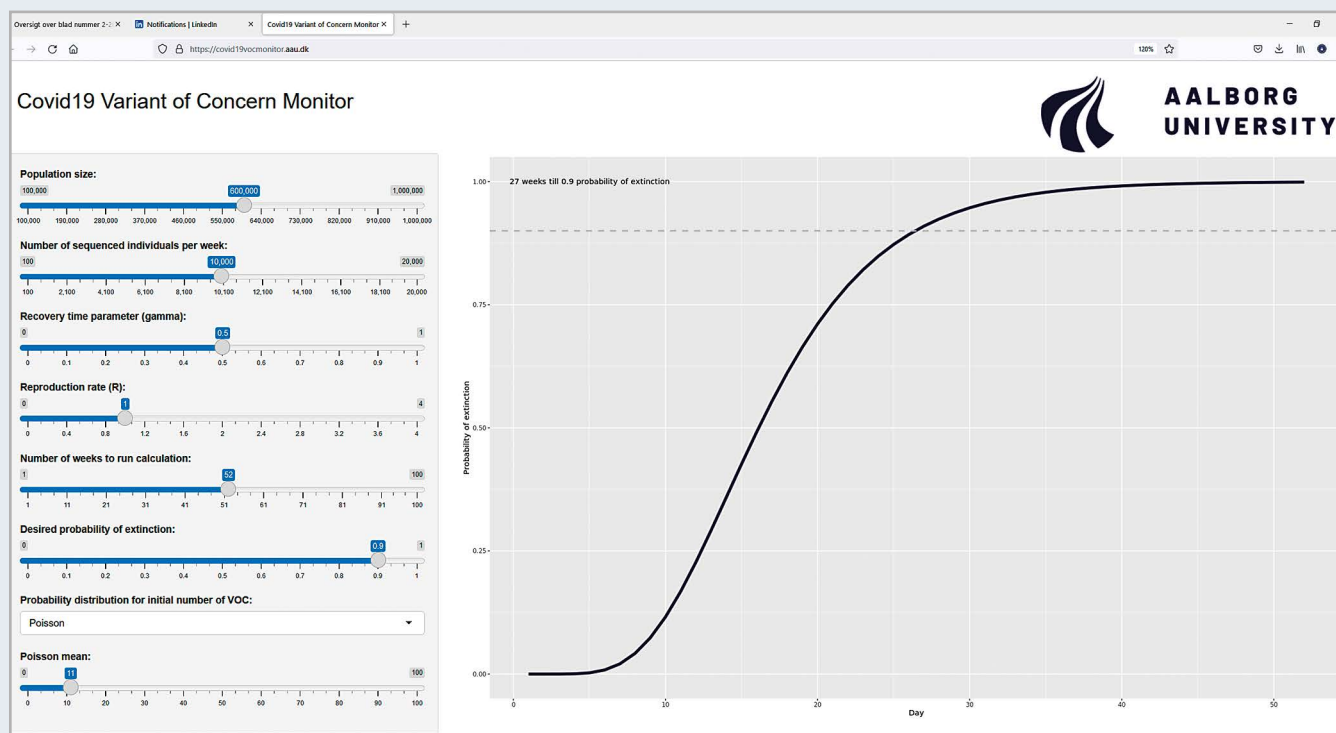 Oversigt over blad nummer 2-2
Notifications | LinkedIn
Covid19 Variant of Concern Monitor
https://covid19vocmonitor.aau.dk
120%
Covid19 Variant of Concern Monitor
AALBORG
UNIVERSITY
Population size:
100,000 600,000 1,000,000
100,000 190,000 280,000 370,000 460,000 550,000 640,000 730,000 820,000 910,000 1,000,000
Number of sequenced individuals per week:
100 10,000 20,000
100 2,100 4,100 6,100 8,100 10,100 12,100 14,100 16,100 18,100 20,000
Recovery time parameter (gamma):
0 0.5 1
0 0.1 0.2 0.3 0.4 0.5 0.6 0.7 0.8 0.9 1
Reproduction rate (R):
0 1 4
0 0.4 0.8 1.2 1.6 2 2.4 2.8 3.2 3.6 4
Number of weeks to run calculation:
1 52 100
1 11 21 31 41 51 61 71 81 91 100
Desired probability of extinction:
0 0.9 1
0 0.1 0.2 0.3 0.4 0.5 0.6 0.7 0.8 0.9 1
Probability distribution for initial number of VOC:
Poisson
Poisson mean:
0 11 100
0 10 20 30 40 50 60 70 80 90 100
27 weeks till 0.9 probability of extinction
1.00
0.75
0.50
0.25
0.00
Probability of extinction
0 10 20 30 40 50
Day